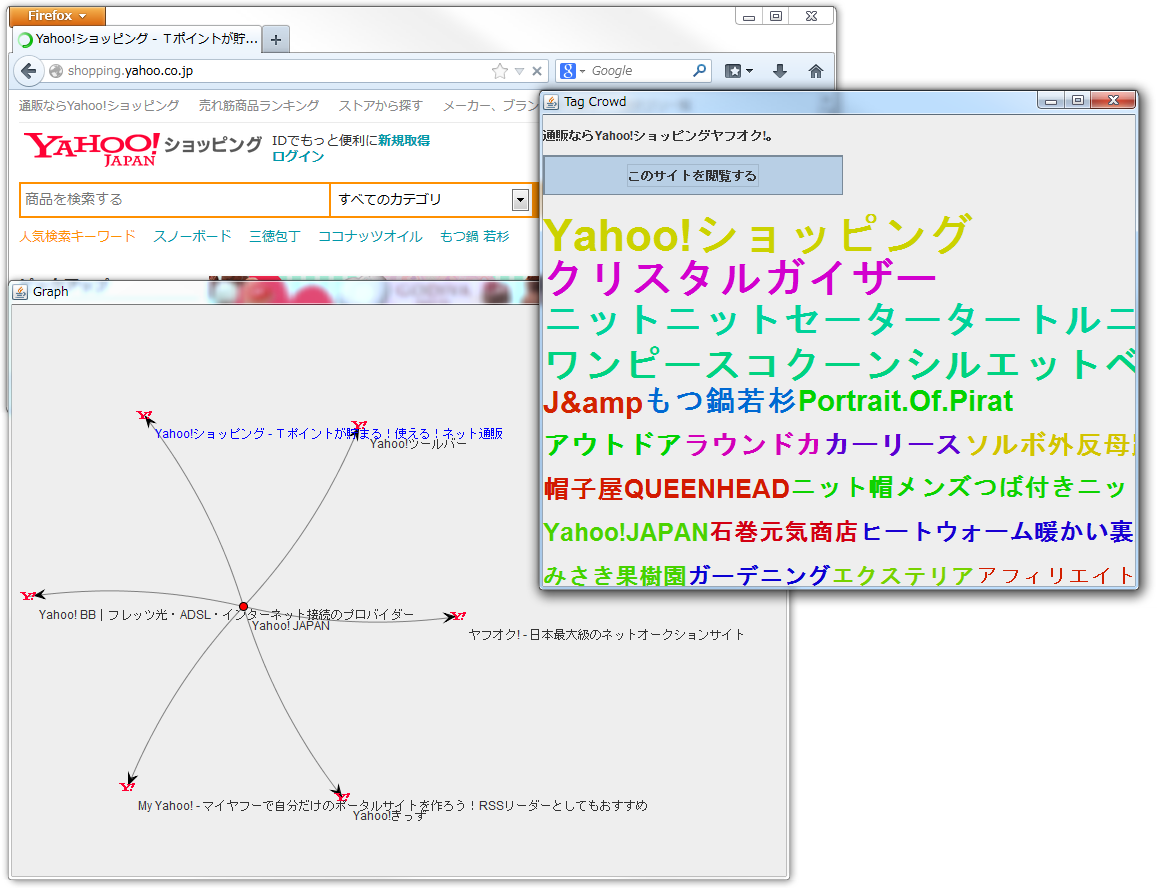 Firefox
Yahoo!ショッピング - Ｔポイントが貯...
shopping.yahoo.co.jp
Google
通販ならYahoo!ショッピング 売れ筋商品ランキング ストアから探す メーカー、ブラン
YAHOO! JAPAN ショッピング
IDでもっと便利に新規取得
ログイン
商品を検索する すべてのカテゴリ
人気検索キーワード スノーボード 三徳包丁 ココナッツオイル もつ鍋 若杉
Tag Crowd
通販ならYahoo!ショッピングヤフオク!。
このサイトを閲覧する
Yahoo!ショッピング
クリスタルガイザー
ニットニットセータータートルニ
ワンピースコクーンシルエットベ
J&ampもつ鍋若杉Portrait.Of.Pirat
アウトドアラウンドカカーリースソルボ外反母
帽子屋QUEENHEADニット帽メンズつば付きニッ
Yahoo!JAPAN石巻元気商店ヒートウォーム暖かい裏
みさき果樹園ガーデニングエクステリアアフィリエイト
Graph
Yahoo!ショッピング - Ｔポイントが貯まる！使える！ネット通販
Yahoo!ツールバー
Yahoo! BB | フレッツ光・ADSL・インターネット接続のプロバイダー
Yahoo! JAPAN
ヤフオク! - 日本最大級のネットオークションサイト
My Yahoo! - マイヤフーで自分だけのポータルサイトを作ろう！RSSリーダーとしてもおすすめ
Yahoo!きっず